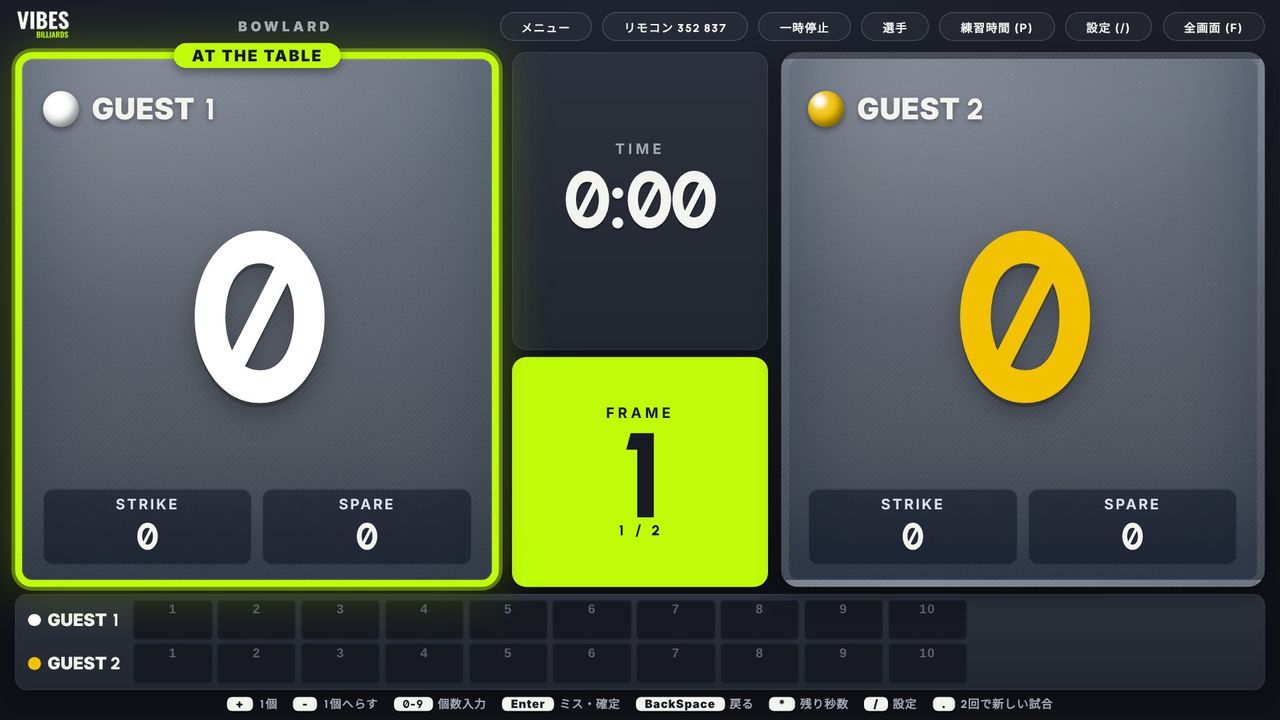 VIBES
BILLIARDS
BOWLARD
メニュー
リモコン 352 837
一時停止
選手
練習時間 (P)
設定 (/)
全画面 (F)
AT THE TABLE
GUEST 1
0
STRIKE
0
SPARE
0
TIME
0:00
FRAME
1
1 / 2
GUEST 2
0
STRIKE
0
SPARE
0
GUEST 1 1 2 3 4 5 6 7 8 9 10
GUEST 2 1 2 3 4 5 6 7 8 9 10
+ 1個 - 1個へらす 0-9 個数入力 Enter ミス・確定 BackSpace 戻る * 残り秒数 / 設定 . 2回で新しい試合